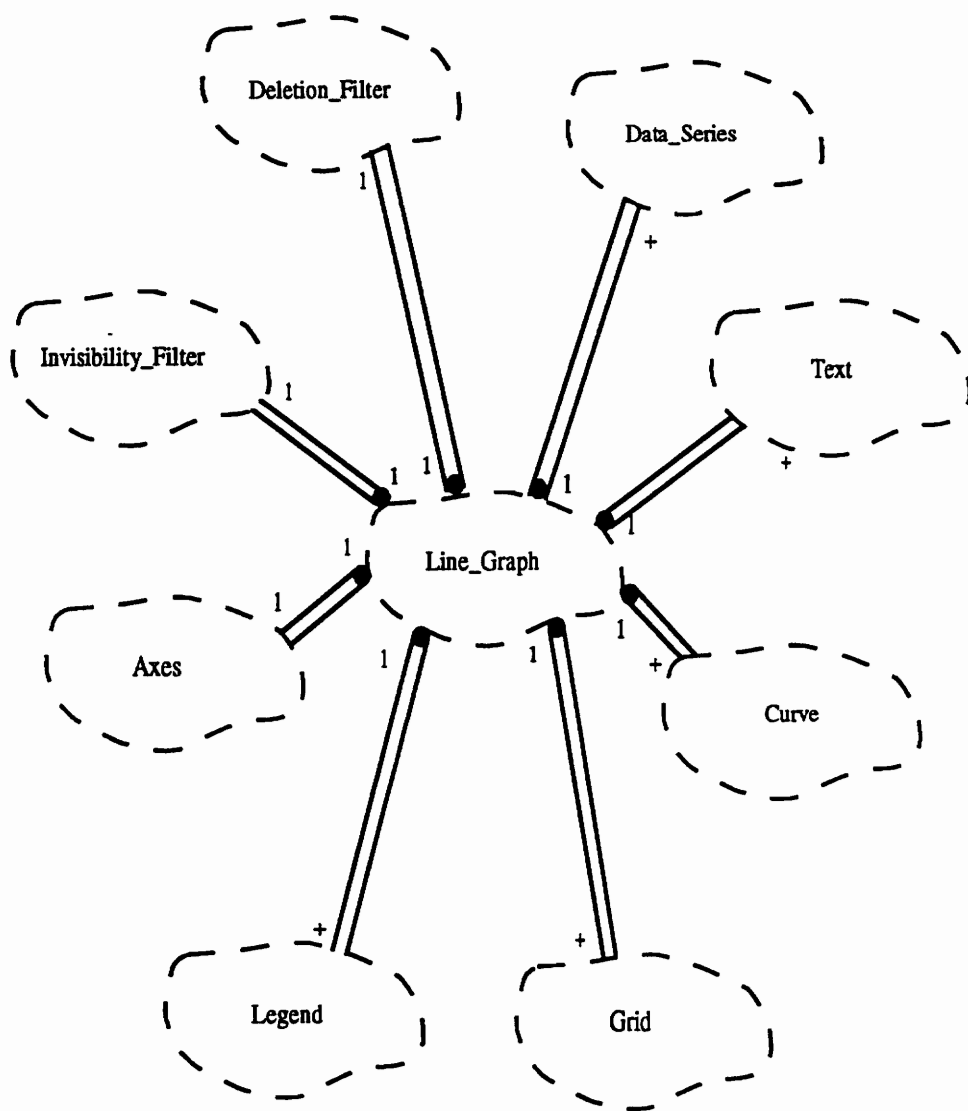 Deletion_Filter
Data_Series
1
+
Invisibility_Filter
Text
1
+
1
1
1
1
1
Line_Graph
1
1
1
1
+
Axes
Curve
+
+
Legend
Grid